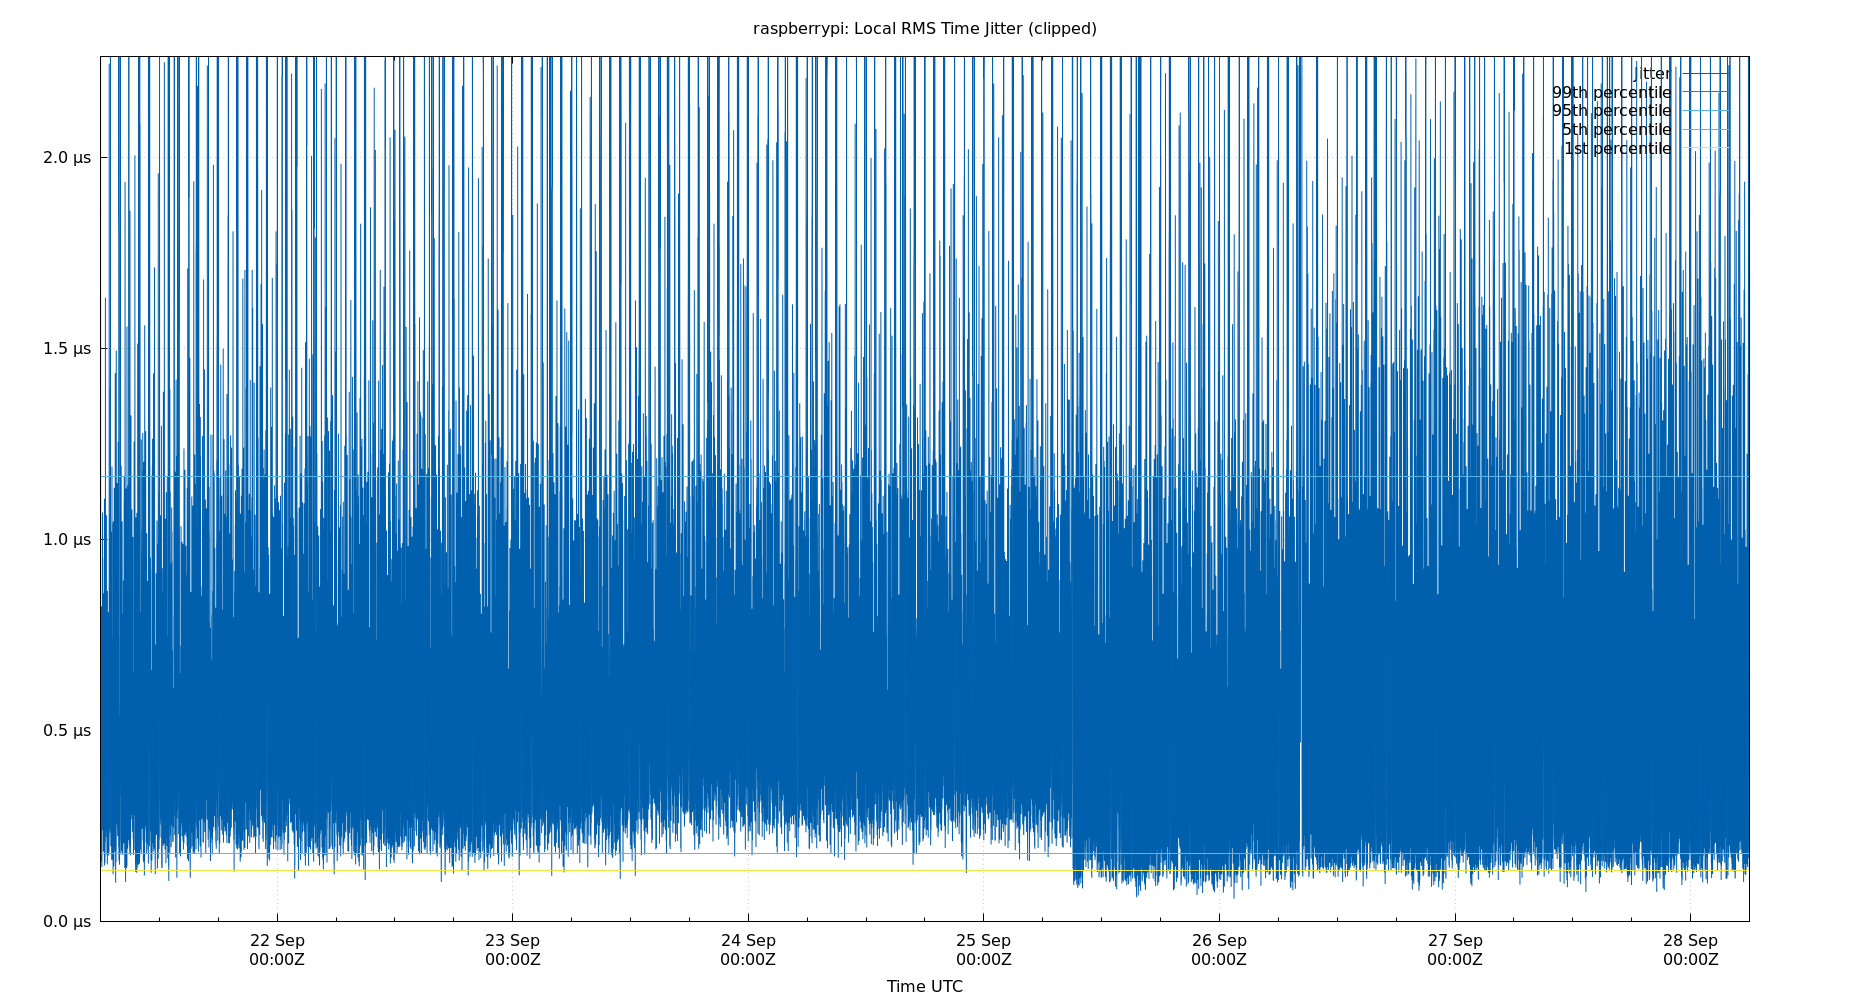 raspberrypi: Local RMS Time Jitter (clipped)
Jitter
99th percentile
95th percentile
5th percentile
1st percentile
2.0 µs
1.5 µs
1.0 µs
0.5 µs
0.0 µs
22 Sep 23 Sep 24 Sep 25 Sep 26 Sep 27 Sep 28 Sep
00:00Z 00:00Z 00:00Z 00:00Z 00:00Z 00:00Z 00:00Z
Time UTC